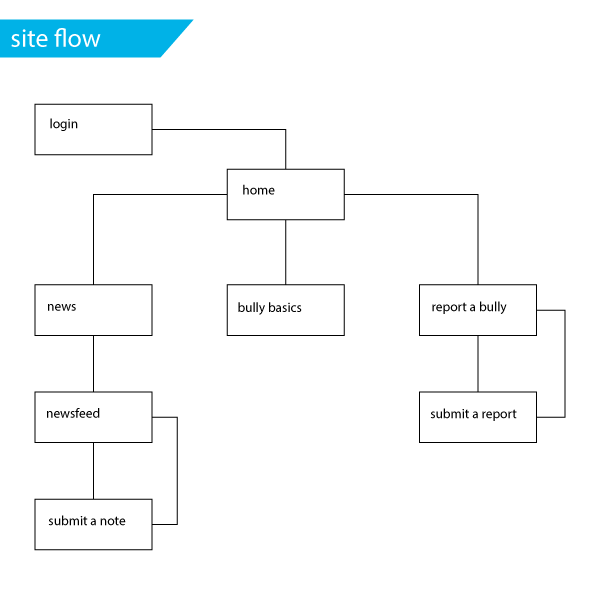 site flow
login
home
news
bully basics
report a bully
newsfeed
submit a report
submit a note